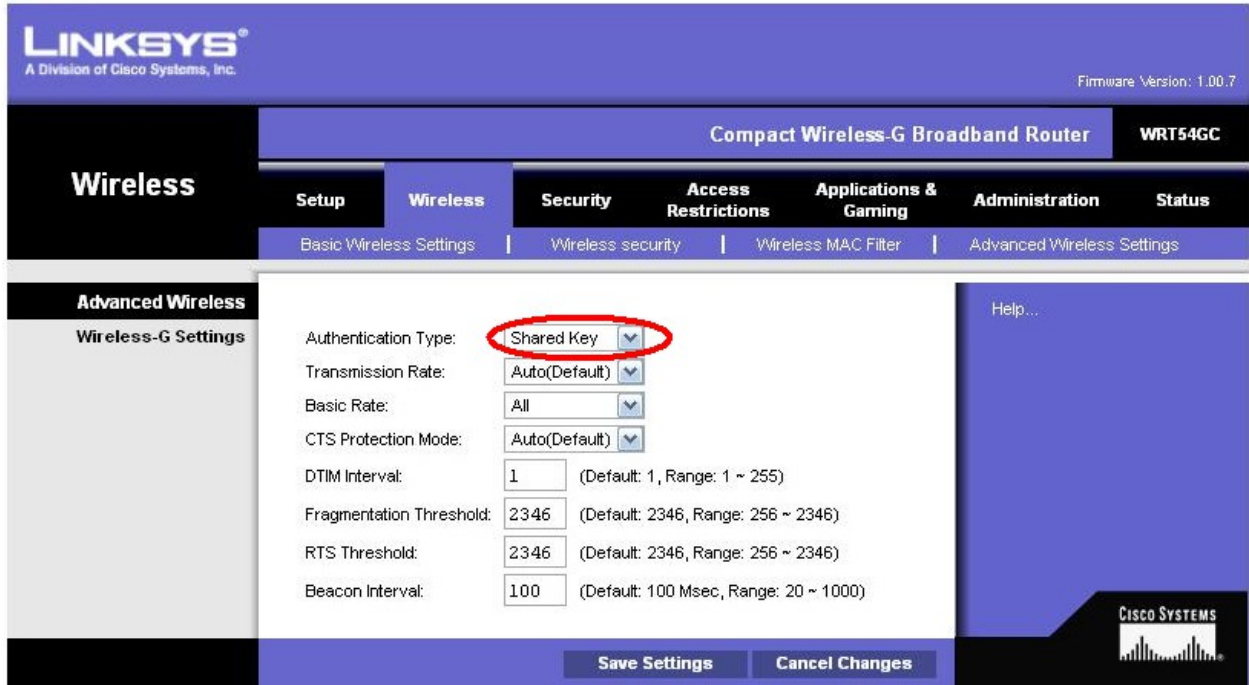 LINKSYS®
A Division of Cisco Systems, Inc.
Firmware Version: 1.00.7
Compact Wireless-G Broadband Router WRT54GC
Wireless
Setup Wireless Security Access Restrictions Applications & Gaming Administration Status
Basic Wireless Settings | Wireless security | Wireless MAC Filter | Advanced Wireless Settings
Advanced Wireless
Help...
Wireless-G Settings
Authentication Type: Shared Key
Transmission Rate: Auto(Default)
Basic Rate: All
CTS Protection Mode: Auto(Default)
DTIM Interval: 1 (Default: 1, Range: 1 ~ 255)
Fragmentation Threshold: 2346 (Default: 2346, Range: 256 ~ 2346)
RTS Threshold: 2346 (Default: 2346, Range: 256 ~ 2346)
Beacon Interval: 100 (Default: 100 Msec, Range: 20 ~ 1000)
CISCO SYSTEMS
Save Settings Cancel Changes